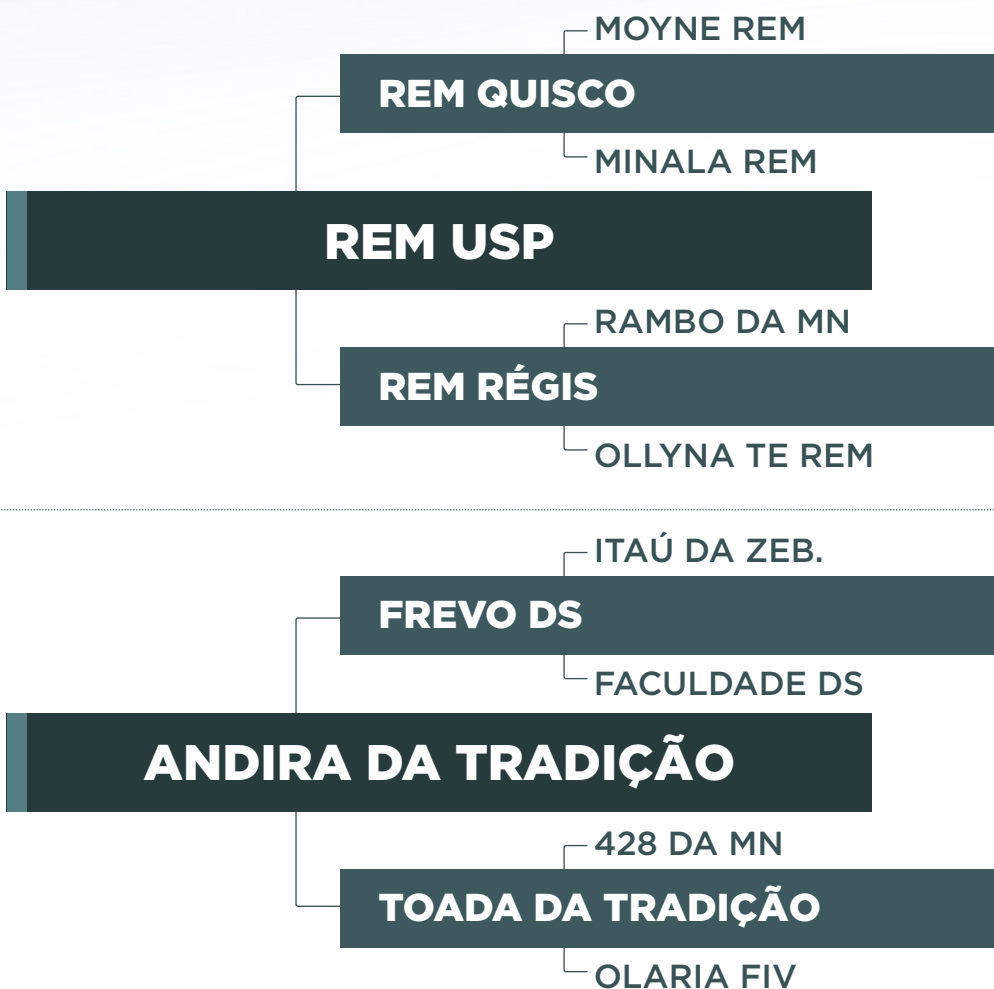 MOYNE REM
REM QUISCO
MINALA REM
REM USP
RAMBO DA MN
REM RÉGIS
OLLYNA TE REM
ITAÚ DA ZEB.
FREVO DS
FACULDADE DS
ANDIRA DA TRADIÇÃO
428 DA MN
TOADA DA TRADIÇÃO
OLARIA FIV